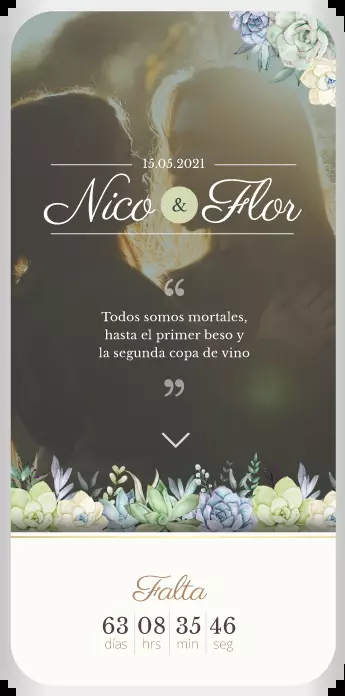 15.05.2021
Nico & Flor
“
Todos somos mortales,
hasta el primer beso y
la segunda copa de vino
”
Falta
63 08 35 46
días hrs min seg